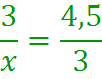 3/x = 4,5/3